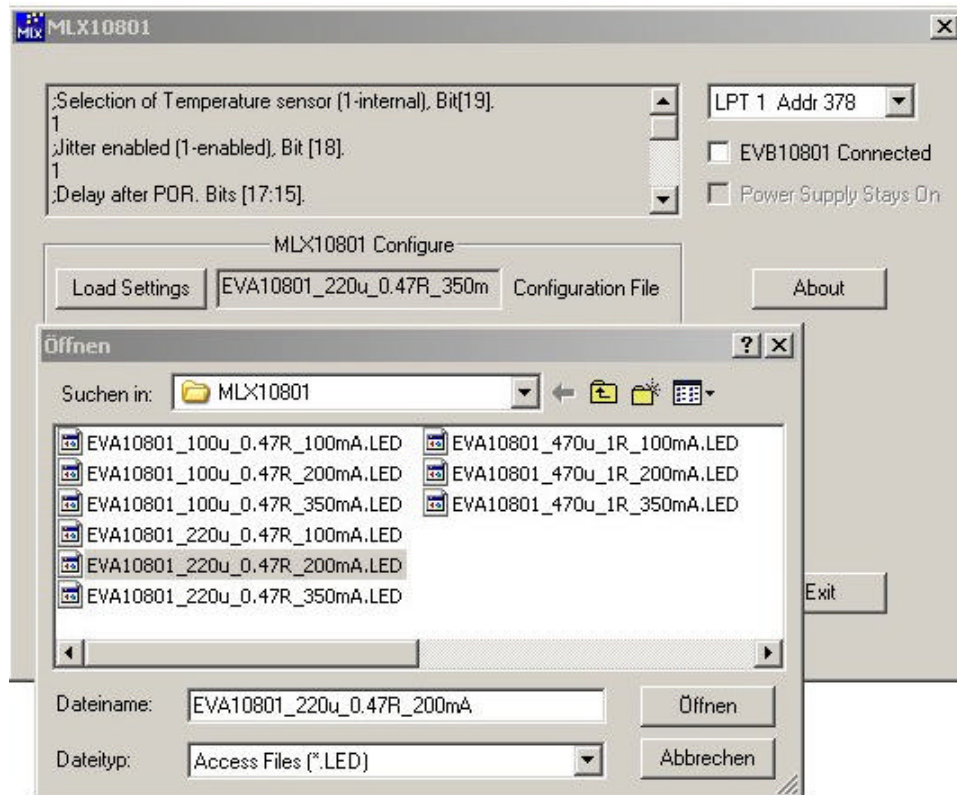 MLX10801
;Selection of Temperature sensor (1-internal), Bit[19].
1
;Jitter enabled (1-enabled), Bit [18].
1
;Delay after POR. Bits [17:15].
LPT 1 Addr 378
EVB10801 Connected
Power Supply Stays On
MLX10801 Configure
Load Settings
EVA10801_220u_0.47R_350m
Configuration File
About
Öffnen
Suchen in:
MLX10801
EVA10801_100u_0.47R_100mA.LED
EVA10801_100u_0.47R_200mA.LED
EVA10801_100u_0.47R_350mA.LED
EVA10801_220u_0.47R_100mA.LED
EVA10801_220u_0.47R_200mA.LED
EVA10801_220u_0.47R_350mA.LED
EVA10801_470u_1R_100mA.LED
EVA10801_470u_1R_200mA.LED
EVA10801_470u_1R_350mA.LED
Exit
Dateiname:
EVA10801_220u_0.47R_200mA
Öffnen
Dateityp:
Access Files (*.LED)
Abbrechen